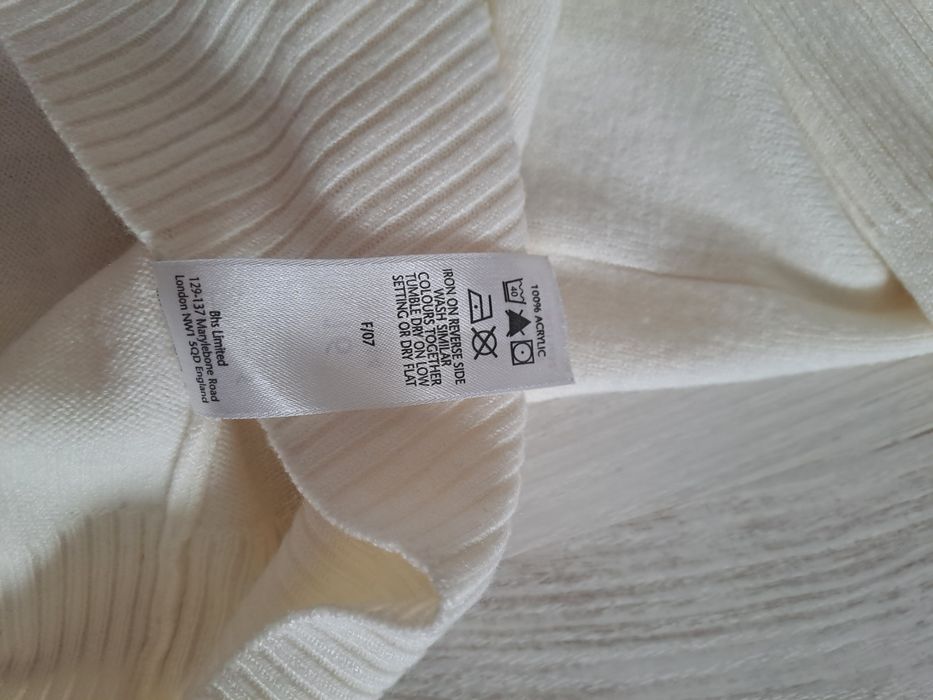 100% ACRYLIC
40
IRON ON REVERSE SIDE
WASH SIMILAR
COLOURS TOGETHER
TUMBLE DRY ON LOW
SETTING OR DRY FLAT
F/07
Bhs Limited
129-137 Marylebone Road
London NW1 5QD England